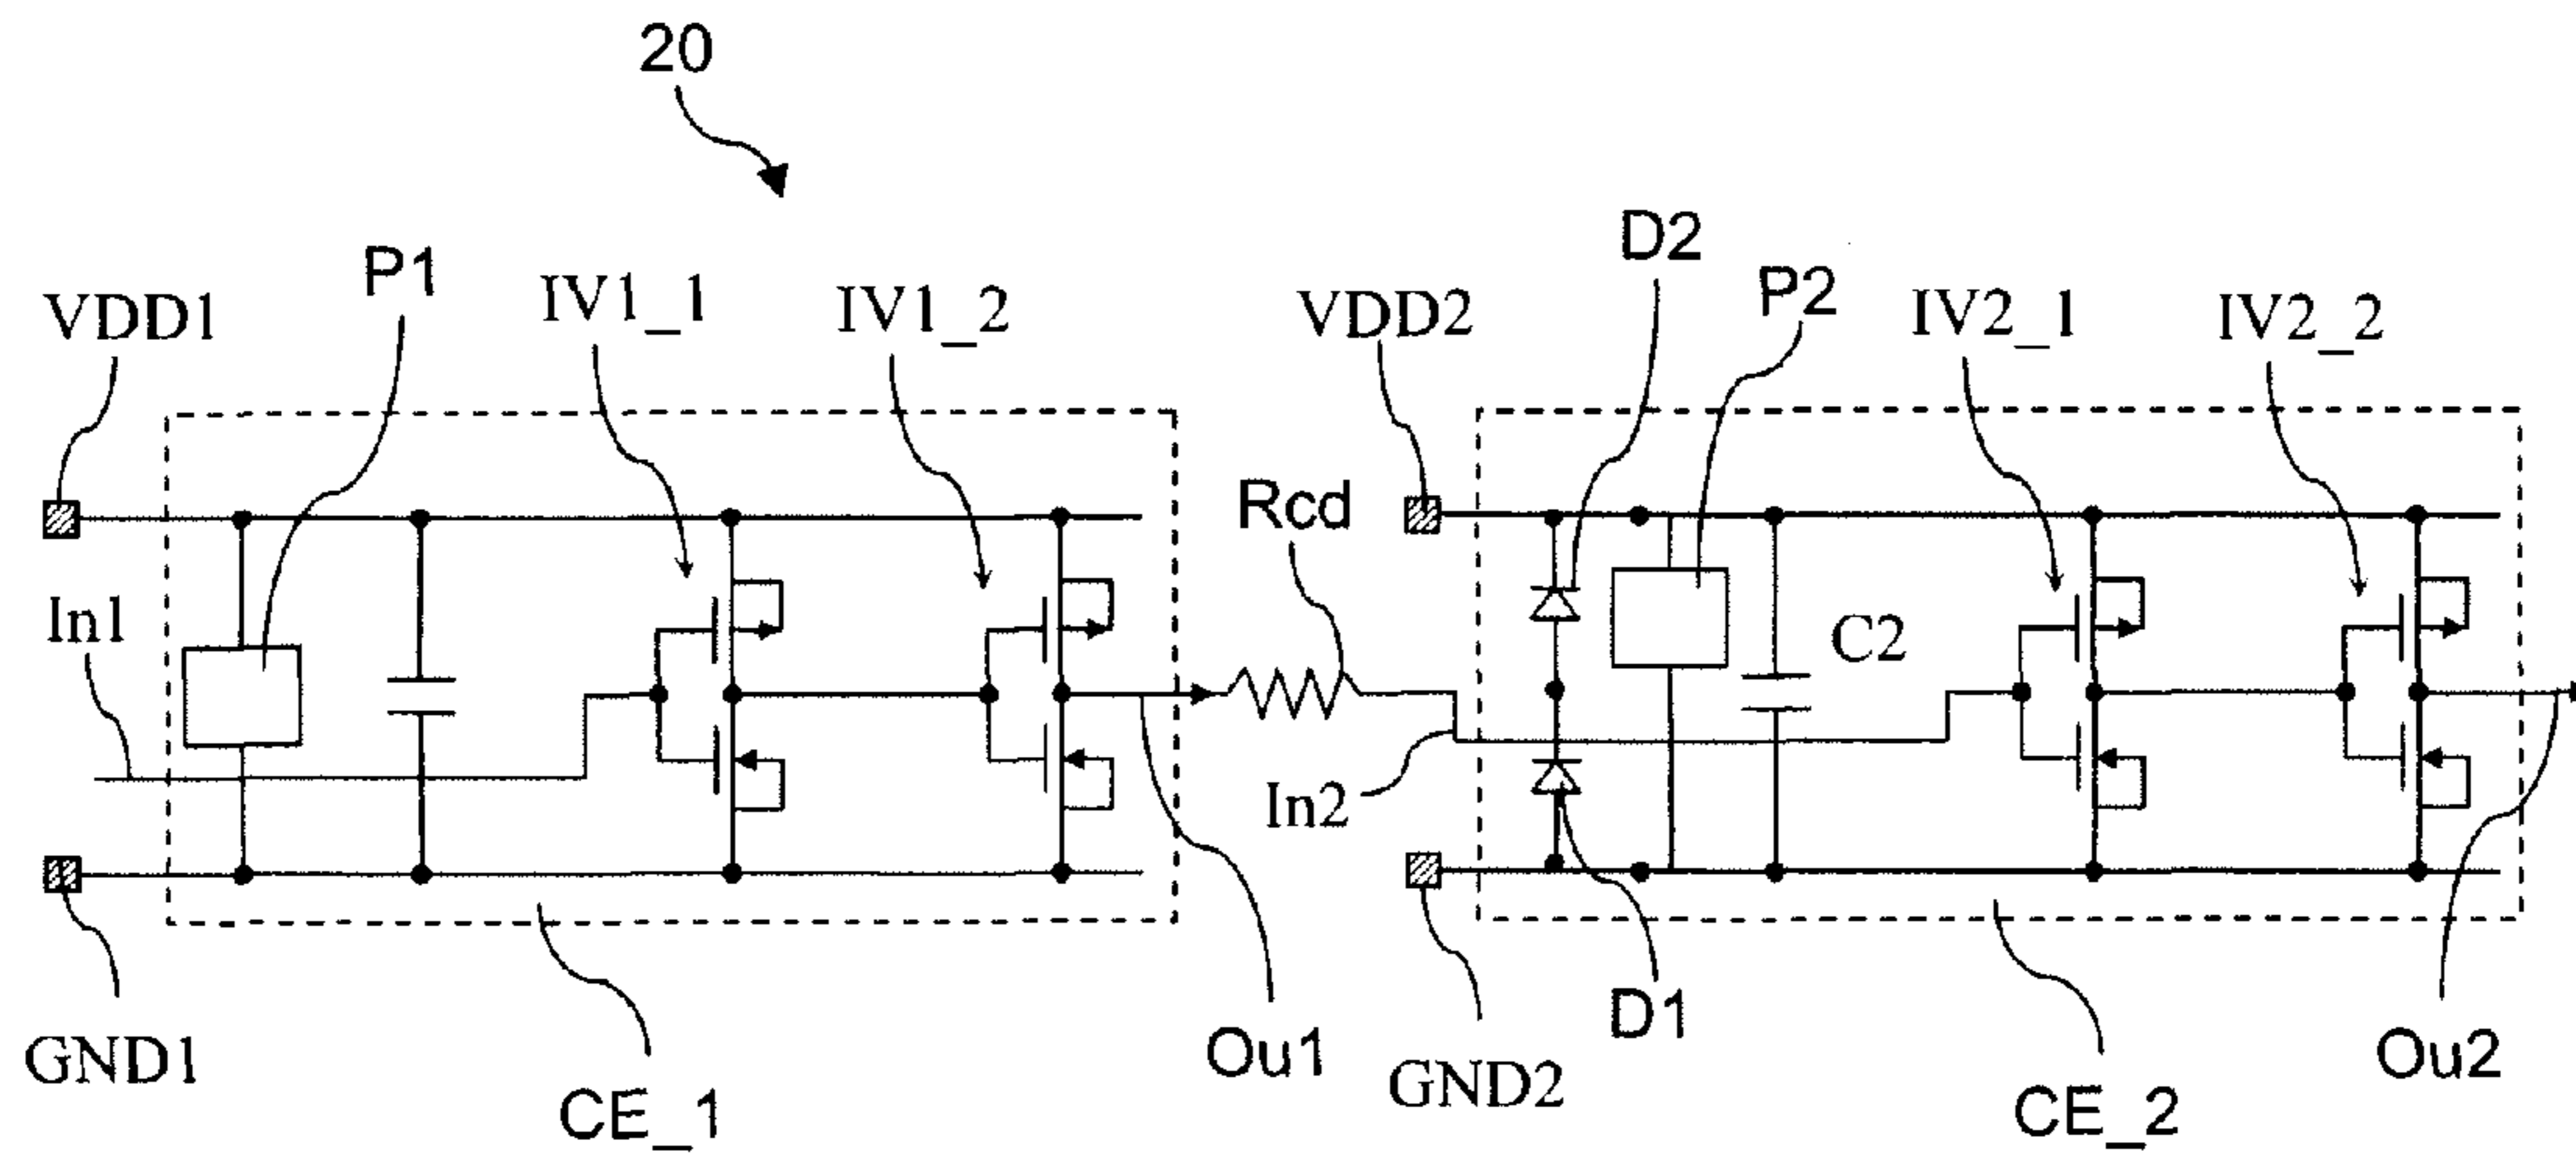 20
P1
IV1_1
IV1_2
VDD1
D2
P2
VDD2
IV2_1
IV2_2
Rcd
In1
C2
In2
D1
GND1
CE_1
Ou1
GND2
CE_2
Ou2